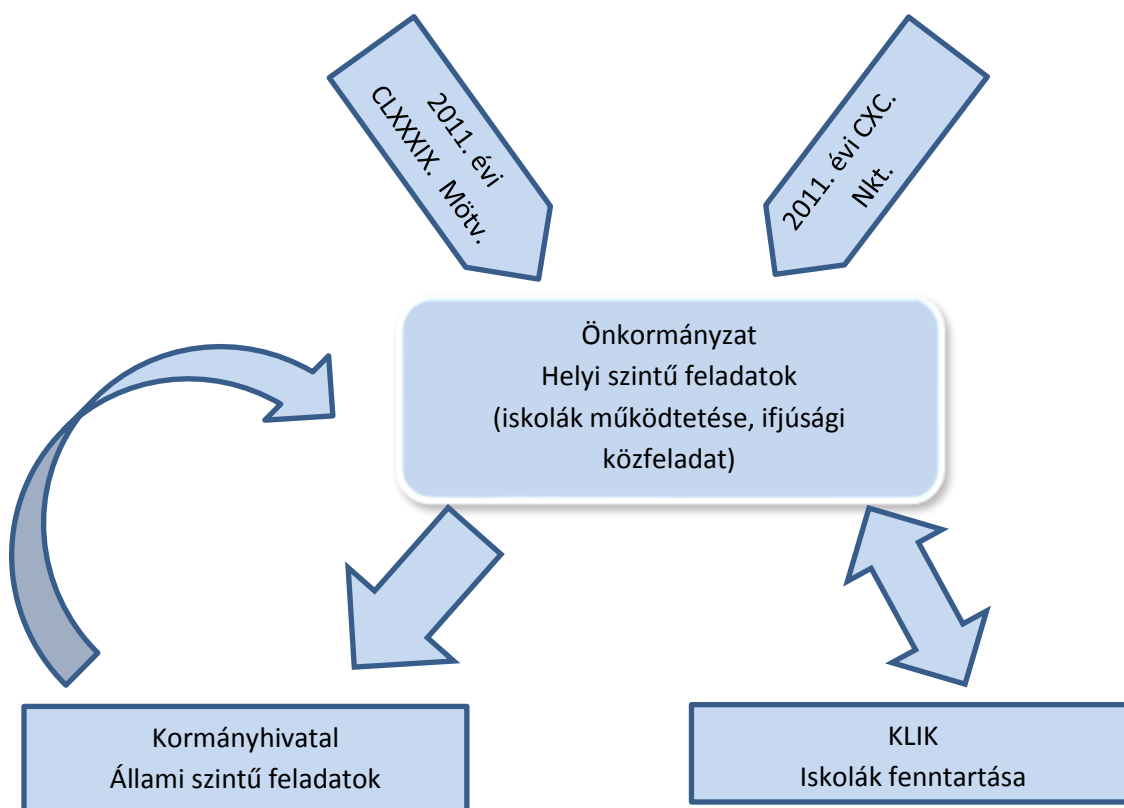 2011. évi
CLXXXIX. Mötv.
2011. évi CXC.
Nkt.
Önkormányzat
Helyi szintű feladatok
(iskolák működtetése, ifjúsági
közfeladat)
Kormányhivatal
Állami szintű feladatok
KLIK
Iskolák fenntartása